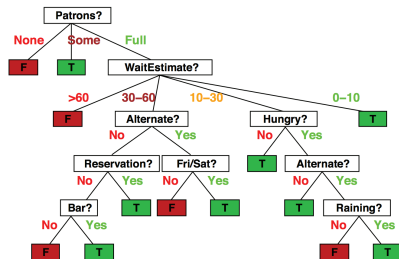 Patrons?
None Some Full
F T WaitEstimate?
>60 30–60 10–30 0–10
F Alternate? Hungry? T
No Yes No Yes
Reservation? Fri/Sat? T Alternate?
No Yes No Yes No Yes
Bar? T F T T Raining?
No Yes No Yes
F T F T